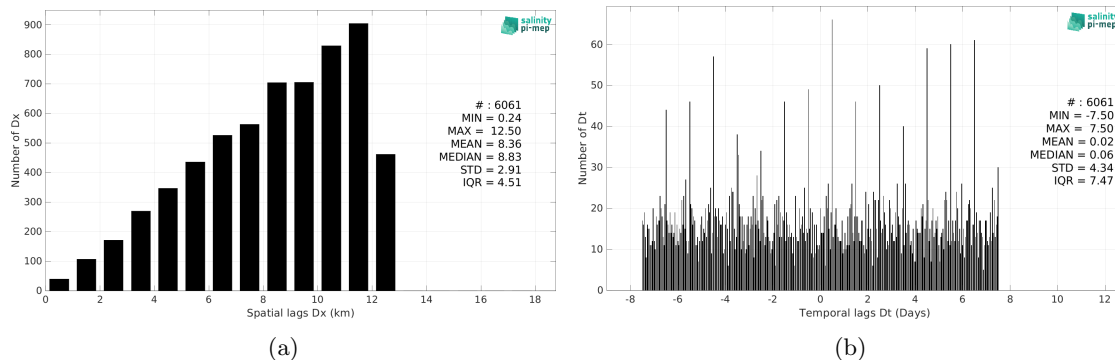 900
800
700
600
500
400
300
200
100
0
Number of Dx
0 2 4 6 8 10 12 14 16 18
Spatial lags Dx (km)
salinity
pi-mep
# : 6061
MIN = 0.24
MAX = 12.50
MEAN = 8.36
MEDIAN = 8.83
STD = 2.91
IQR = 4.51
(a)
60
50
40
30
20
10
0
Number of Dt
-8 -6 -4 -2 0 2 4 6 8 10 12
Temporal lags Dt (Days)
salinity
pi-mep
# : 6061
MIN = -7.50
MAX = 7.50
MEAN = 0.02
MEDIAN = 0.06
STD = 4.34
IQR = 7.47
(b)